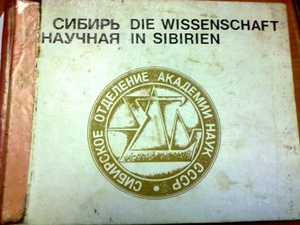 СИБИРЬ DIE WISSENSCHAFT
НАУЧНАЯ IN SIBIRIEN
СИБИРСКОЕ ОТДЕЛЕНИЕ АКАДЕМИИ НАУК СССР